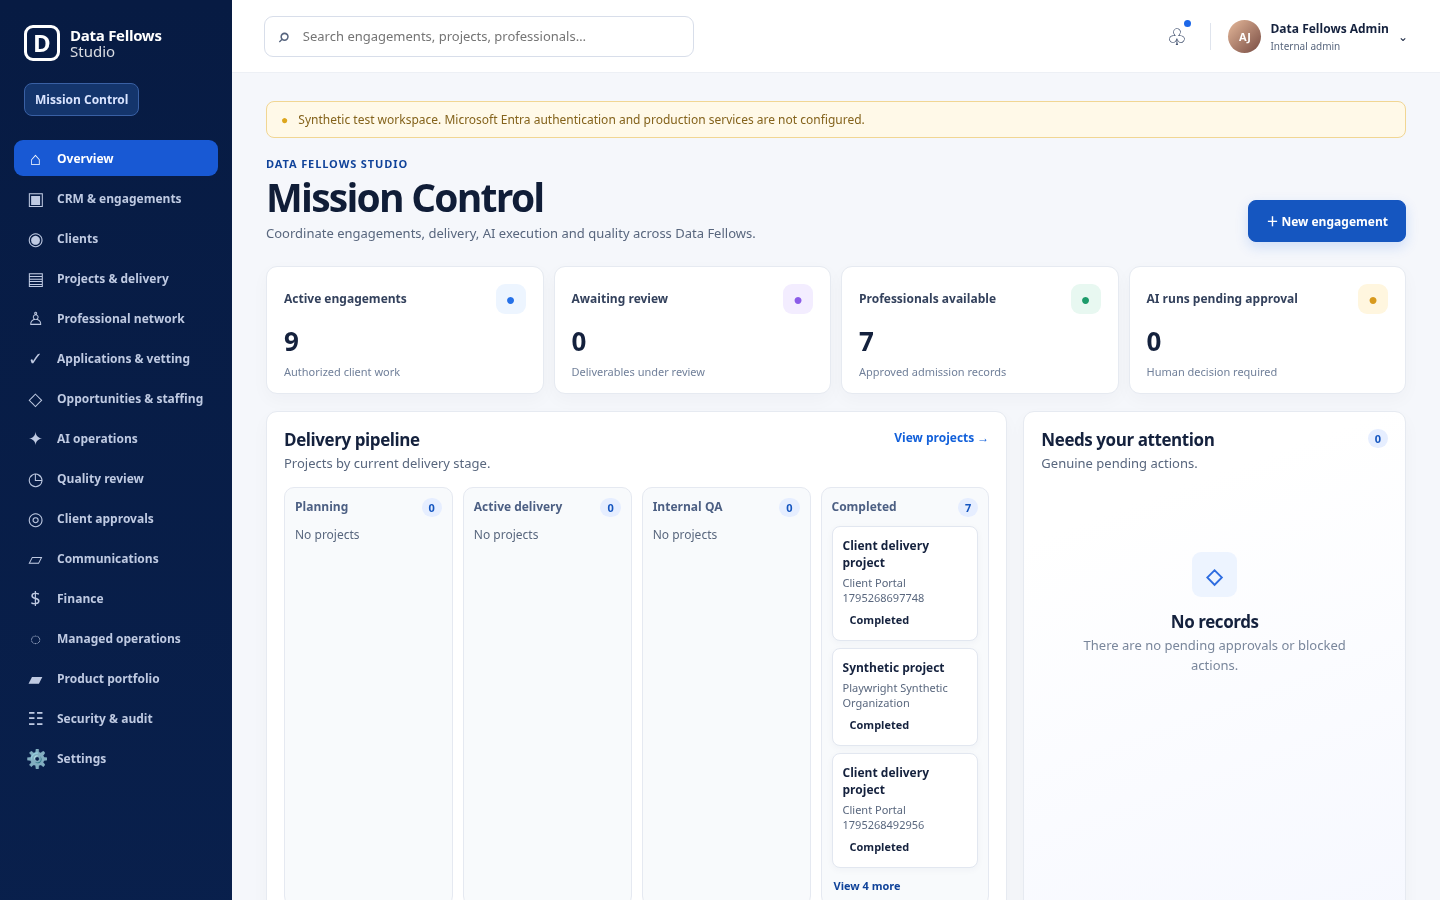 D
Data Fellows
Studio
Mission Control
Overview
CRM & engagements
Clients
Projects & delivery
Professional network
Applications & vetting
Opportunities & staffing
AI operations
Quality review
Client approvals
Communications
Finance
Managed operations
Product portfolio
Security & audit
Settings
Search engagements, projects, professionals...
AJ
Data Fellows Admin
Internal admin
Synthetic test workspace. Microsoft Entra authentication and production services are not configured.
DATA FELLOWS STUDIO
Mission Control
Coordinate engagements, delivery, AI execution and quality across Data Fellows.
+ New engagement
Active engagements
9
Authorized client work
Awaiting review
0
Deliverables under review
Professionals available
7
Approved admission records
AI runs pending approval
0
Human decision required
Delivery pipeline
View projects →
Projects by current delivery stage.
Planning
0
No projects
Active delivery
0
No projects
Internal QA
0
No projects
Completed
7
Client delivery
project
Client Portal
1795268697748
Completed
Synthetic project
Playwright Synthetic
Organization
Completed
Client delivery
project
Client Portal
1795268492956
Completed
View 4 more
Needs your attention
0
Genuine pending actions.
No records
There are no pending approvals or blocked
actions.